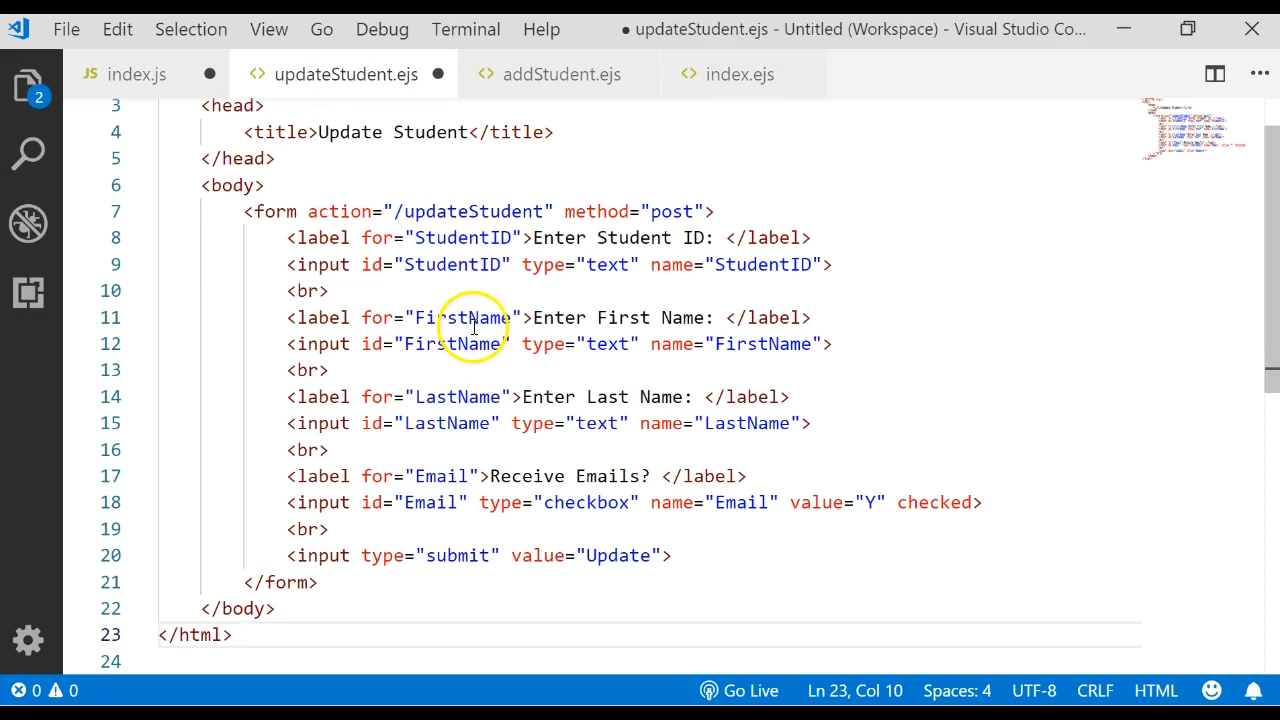 File Edit Selection View Go Debug Terminal Help ● updateStudent.ejs - Untitled (Workspace) - Visual Studio Co...
JS index.js ● <> updateStudent.ejs ● <> addStudent.ejs <> index.ejs
2
3 <head>
4 <title>Update Student</title>
5 </head>
6 <body>
7 <form action="/updateStudent" method="post">
8 <label for="StudentID">Enter Student ID: </label>
9 <input id="StudentID" type="text" name="StudentID">
10 <br>
11 <label for="FirstName">Enter First Name: </label>
12 <input id="FirstName" type="text" name="FirstName">
13 <br>
14 <label for="LastName">Enter Last Name: </label>
15 <input id="LastName" type="text" name="LastName">
16 <br>
17 <label for="Email">Receive Emails? </label>
18 <input id="Email" type="checkbox" name="Email" value="Y" checked>
19 <br>
20 <input type="submit" value="Update">
21 </form>
22 </body>
23 </html>
24
0 0 Go Live Ln 23, Col 10 Spaces: 4 UTF-8 CRLF HTML